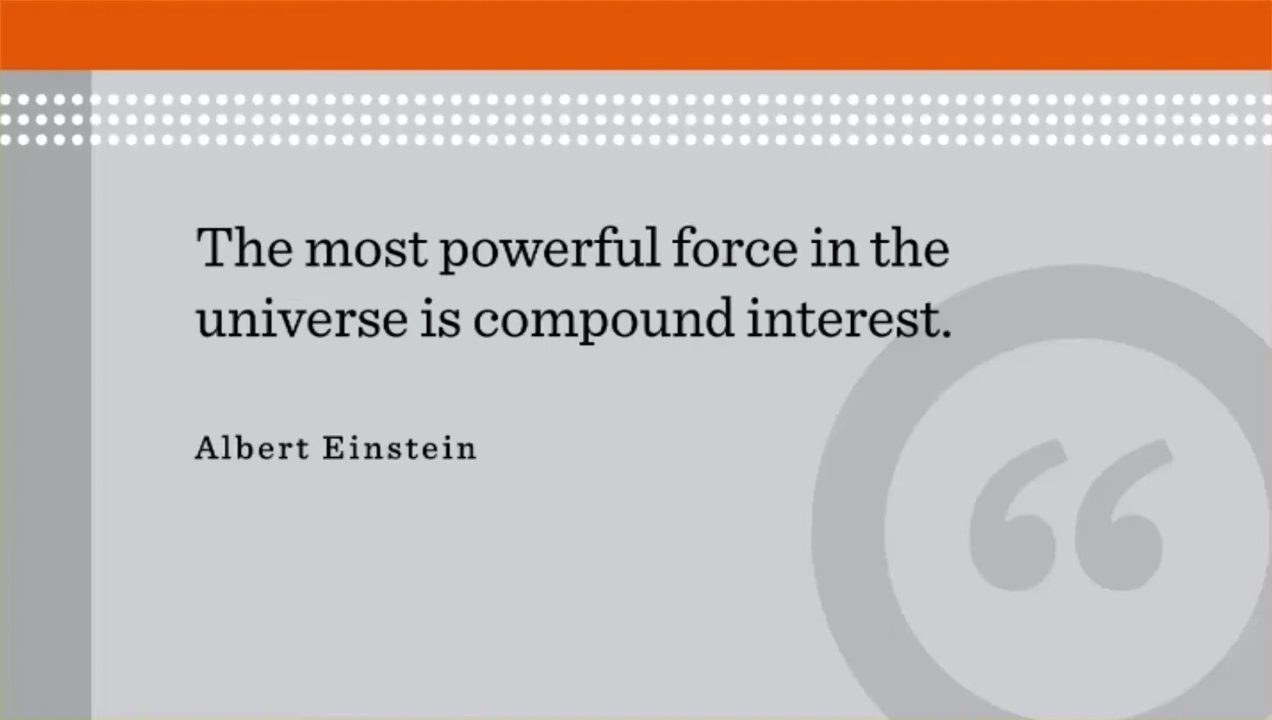 The most powerful force in the
universe is compound interest.
Albert Einstein